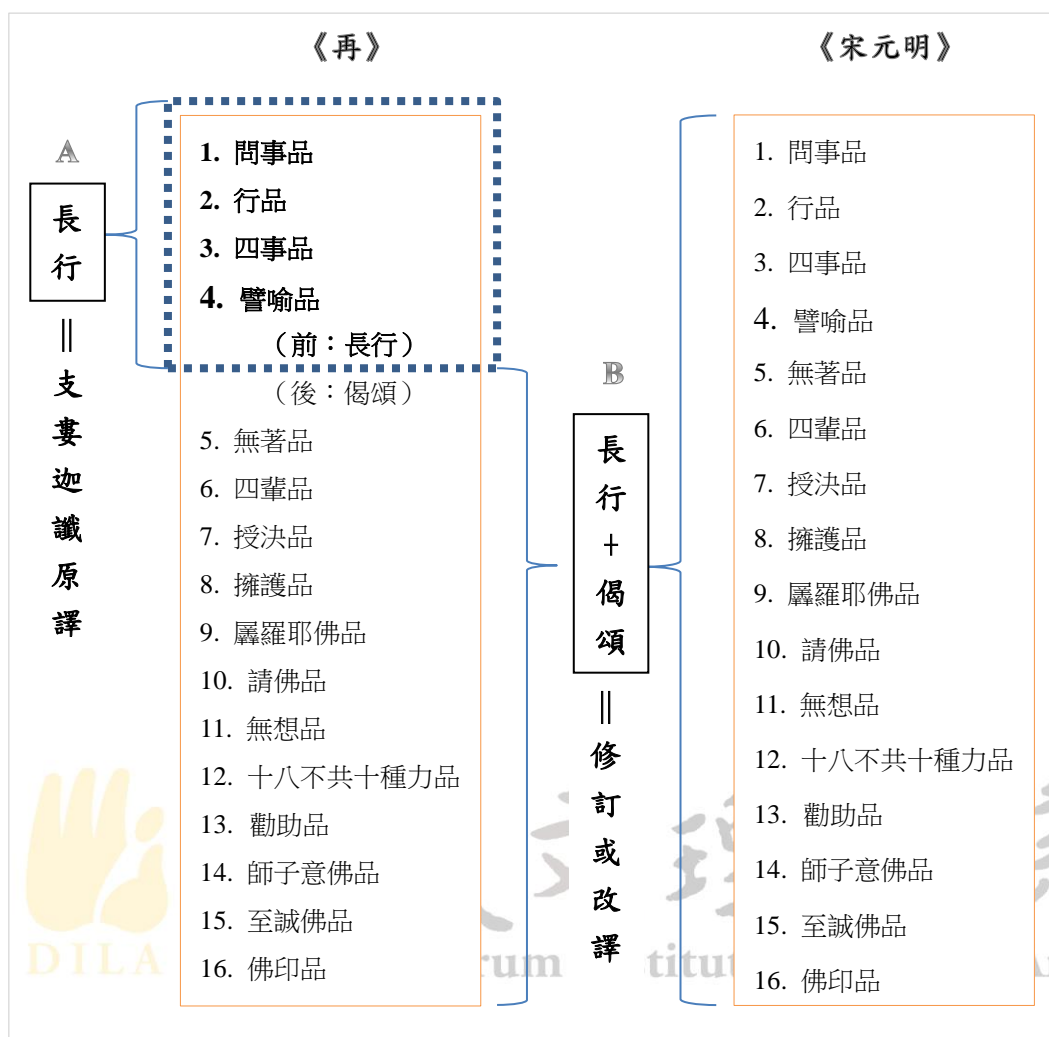 《再》
《宋元明》
A
長行
‖
支婁迦讖原譯
1. 問事品
2. 行品
3. 四事品
4. 譬喻品
（前：長行）
（後：偈頌）
5. 無著品
6. 四輩品
7. 授決品
8. 擁護品
9. 羼羅耶佛品
10. 請佛品
11. 無想品
12. 十八不共十種力品
13. 勸助品
14. 師子意佛品
15. 至誠佛品
16. 佛印品
B
長行+偈頌
‖
修訂或改譯
1. 問事品
2. 行品
3. 四事品
4. 譬喻品
5. 無著品
6. 四輩品
7. 授決品
8. 擁護品
9. 羼羅耶佛品
10. 請佛品
11. 無想品
12. 十八不共十種力品
13. 勸助品
14. 師子意佛品
15. 至誠佛品
16. 佛印品
DILA